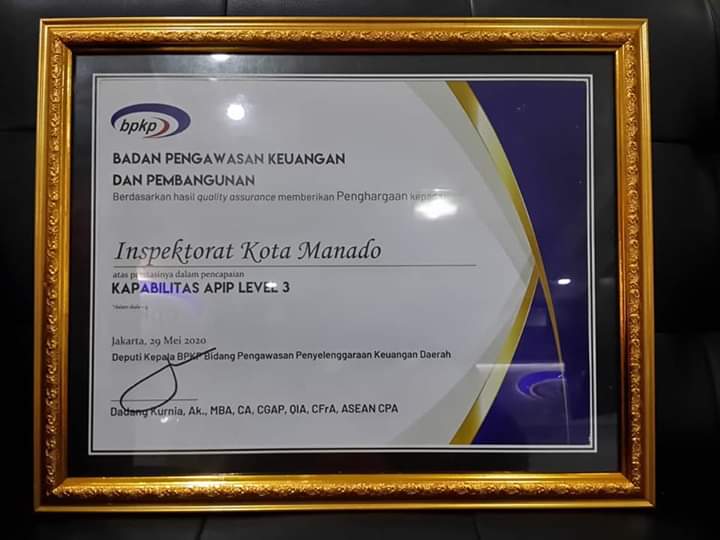 bpkp
BADAN PENGAWASAN KEUANGAN
DAN PEMBANGUNAN
Berdasarkan hasil quality assurance memberikan Penghargaan kepada
Inspektorat Kota Manado
atas prestasinya dalam pencapaian
KAPABILITAS APIP LEVEL 3
Jakarta, 29 Mei 2020
Deputi Kepala BPKP Bidang Pengawasan Penyelenggaraan Keuangan Daerah
Dadang Kurnia, Ak., MBA, CA, CGAP, QIA, CFrA, ASEAN CPA